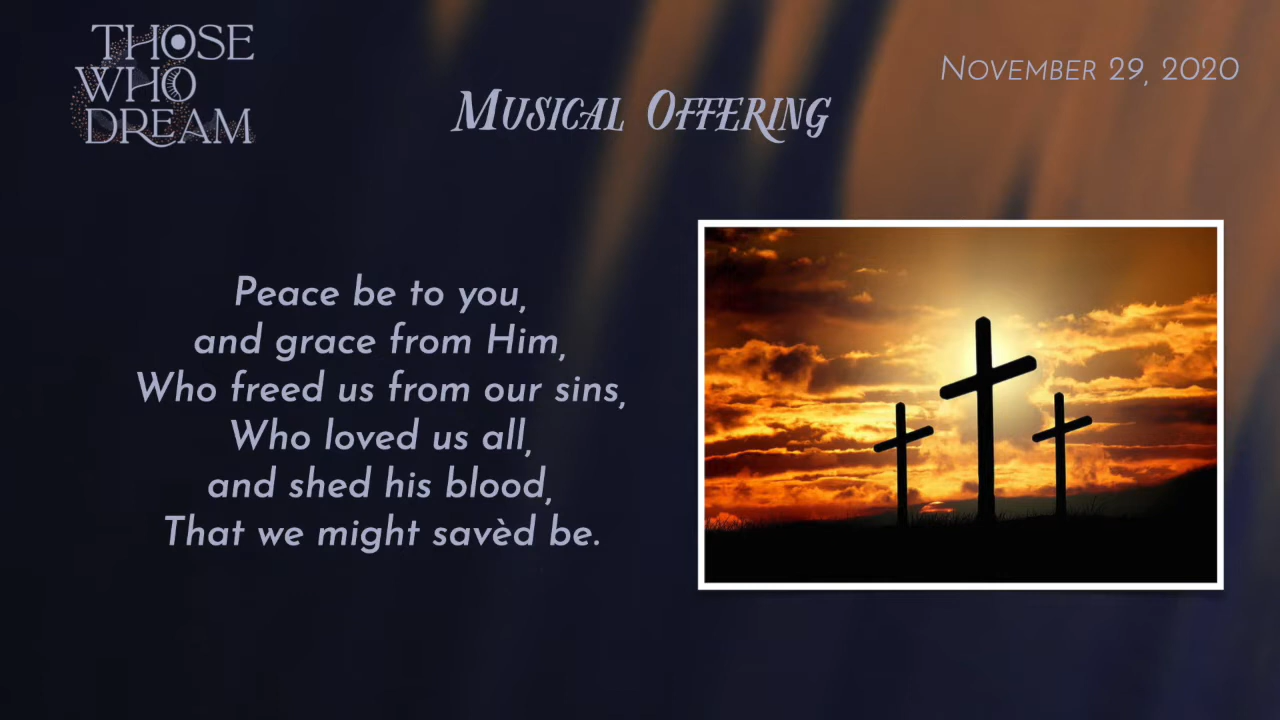 THOSE
WHO
DREAM
Musical Offering
November 29, 2020
Peace be to you,
and grace from Him,
Who freed us from our sins,
Who loved us all,
and shed his blood,
That we might savèd be.